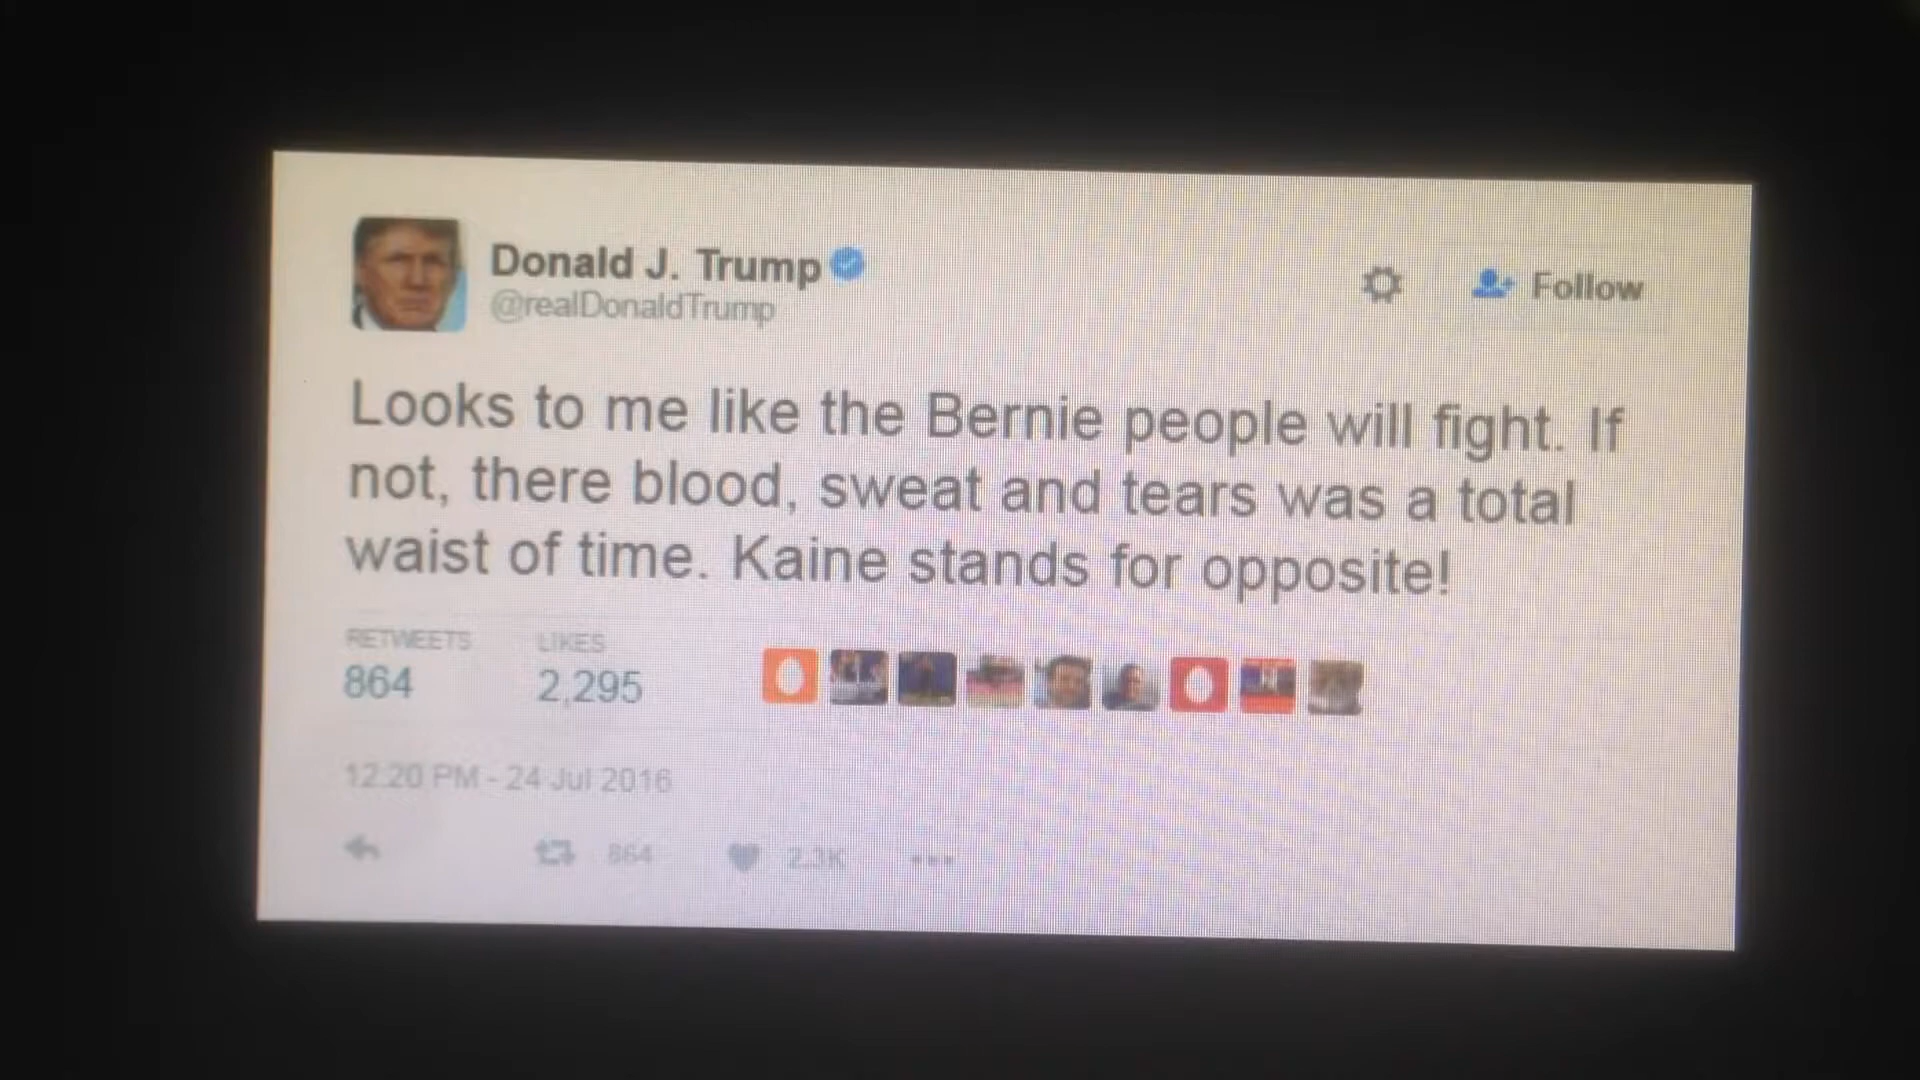 Donald J. Trump
@realDonaldTrump
Follow
Looks to me like the Bernie people will fight. If
not, there blood, sweat and tears was a total
waist of time. Kaine stands for opposite!
RETWEETS LIKES
864 2,295
12:20 PM - 24 Jul 2016
864 2.3K